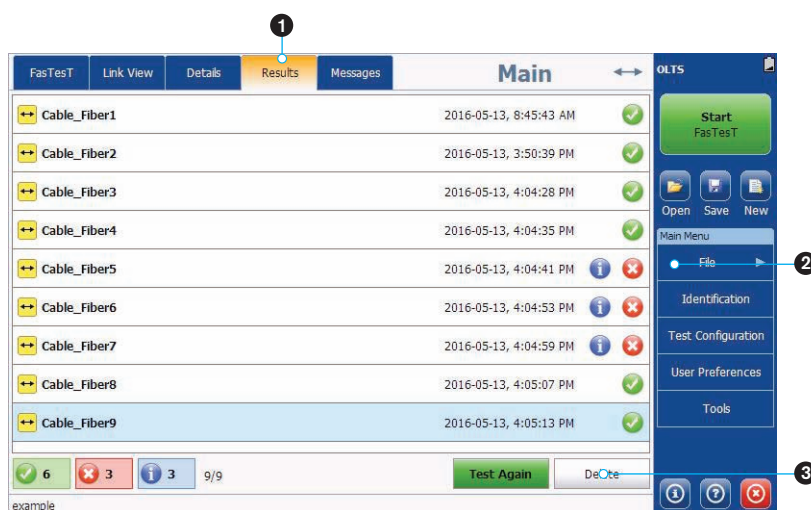 1
FasTesT Link View Details Results Messages Main OLTS
Cable_Fiber1 2016-05-13, 8:45:43 AM
Start
FasTesT
Cable_Fiber2 2016-05-13, 3:50:39 PM
Cable_Fiber3 2016-05-13, 4:04:28 PM
Open Save New
Cable_Fiber4 2016-05-13, 4:04:35 PM
Main Menu
Cable_Fiber5 2016-05-13, 4:04:41 PM
File 2
Cable_Fiber6 2016-05-13, 4:04:53 PM
Identification
Cable_Fiber7 2016-05-13, 4:04:59 PM
Test Configuration
Cable_Fiber8 2016-05-13, 4:05:07 PM
User Preferences
Cable_Fiber9 2016-05-13, 4:05:13 PM
Tools
6 3 3 9/9 Test Again Delete 3
example